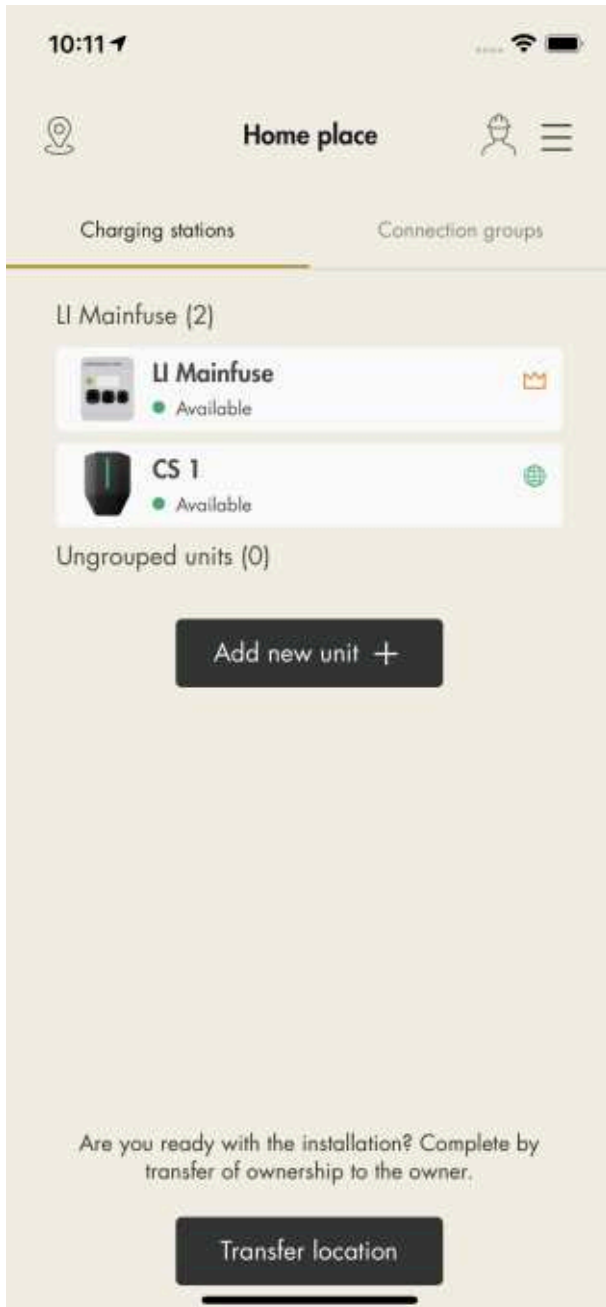 10:11
Home place
Charging stations
Connection groups
LI Mainfuse (2)
LI Mainfuse
Available
CS 1
Available
Ungrouped units (0)
Add new unit +
Are you ready with the installation? Complete by
transfer of ownership to the owner.
Transfer location